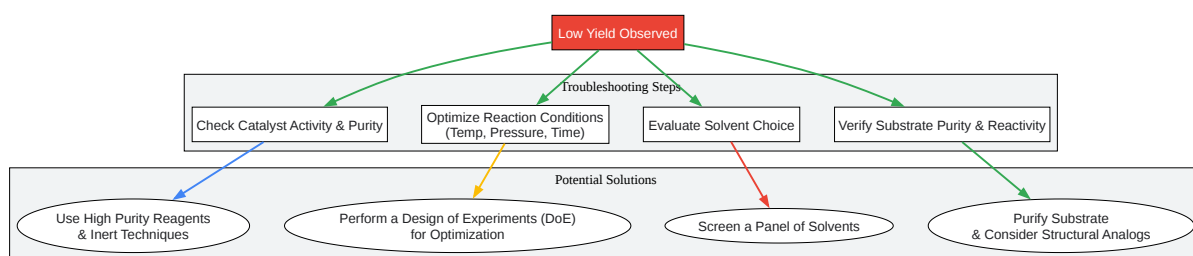 Low Yield Observed
Troubleshooting Steps
Check Catalyst Activity & Purity
Optimize Reaction Conditions
(Temp, Pressure, Time)
Evaluate Solvent Choice
Verify Substrate Purity & Reactivity
Potential Solutions
Use High Purity Reagents
& Inert Techniques
Perform a Design of Experiments (DoE)
for Optimization
Screen a Panel of Solvents
Purify Substrate
& Consider Structural Analogs